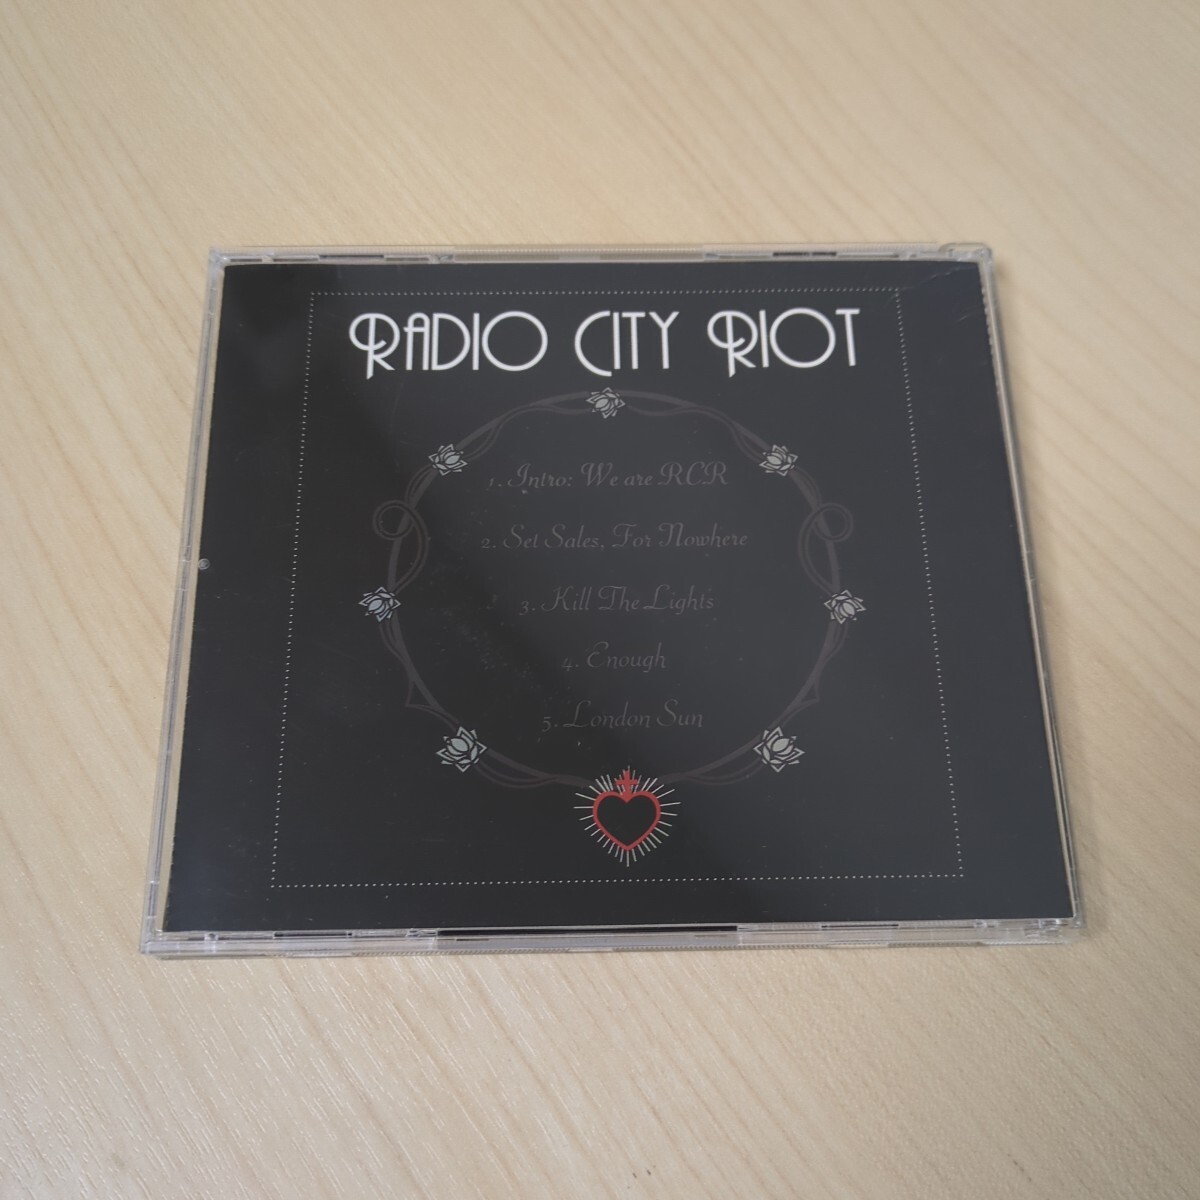 RADIO CITY RIOT
1. Intro: We are RCR
2. Set Sales, For Nowhere
3. Kill The Lights
4. Enough
5. London Sun